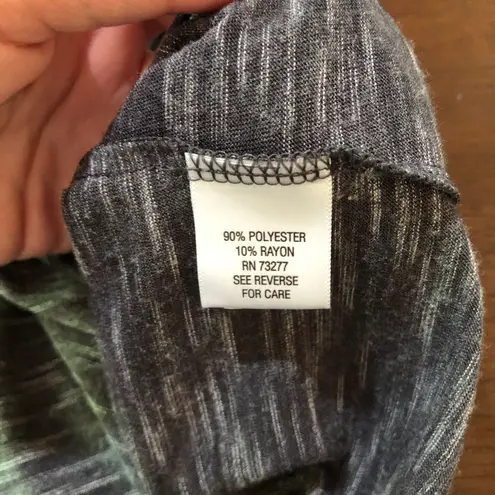 90% POLYESTER
10% RAYON
RN 73277
SEE REVERSE
FOR CARE